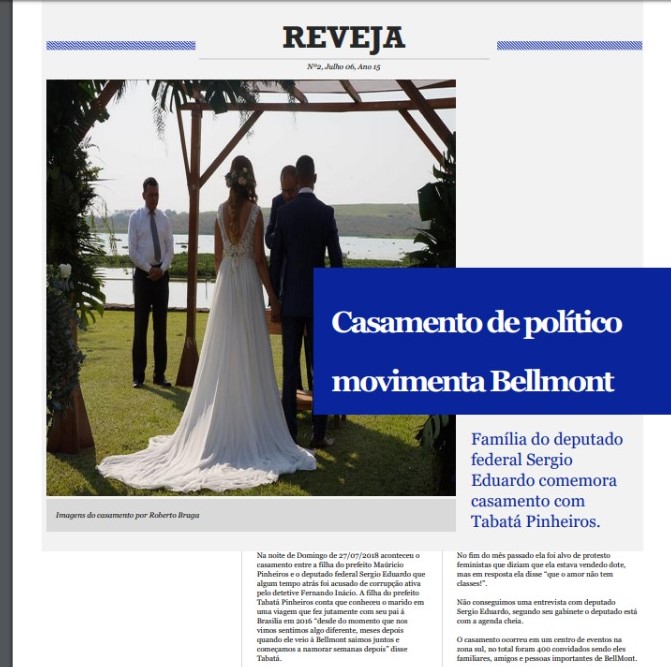 REVEJA
Nº2, Julho 06, Ano 15
Casamento de político
movimenta Bellmont
Família do deputado
federal Sergio
Eduardo comemora
casamento com
Tabatá Pinheiros.
Imagens do casamento por Roberto Braga
Na noite de Domingo de 27/07/2018 aconteceu o
casamento entre a filha do prefeito Maúricio
Pinheiros e o deputado federal Sergio Eduardo que
algum tempo atrás foi acusado de corrupção ativa
pelo detetive Fernando Inácio. A filha do prefeito
Tabatá Pinheiros conta que conheceu o marido em
uma viagem que fez jutamente com seu pai á
Brasilia em 2016 “desde do momento que nos
vimos sentimos algo diferente, meses depois
quando ele veio à Bellmont saimos juntos e
começamos a namorar semanas depois” disse
Tabatá.
No fim do mês passado ela foi alvo de protesto
feministas que diziam que ela estava vendedo dote,
mas em resposta ela disse “que o amor não tem
classes!”.
Não conseguimos uma entrevista com deputado
Sergio Eduardo, segundo seu gabinete o deputado está
com a agenda cheia.
O casamento ocorreu em um centro de eventos na
zona sul, no total foram 400 convidados sendo eles
familiares, amigos e pessoas importantes de BellMont.